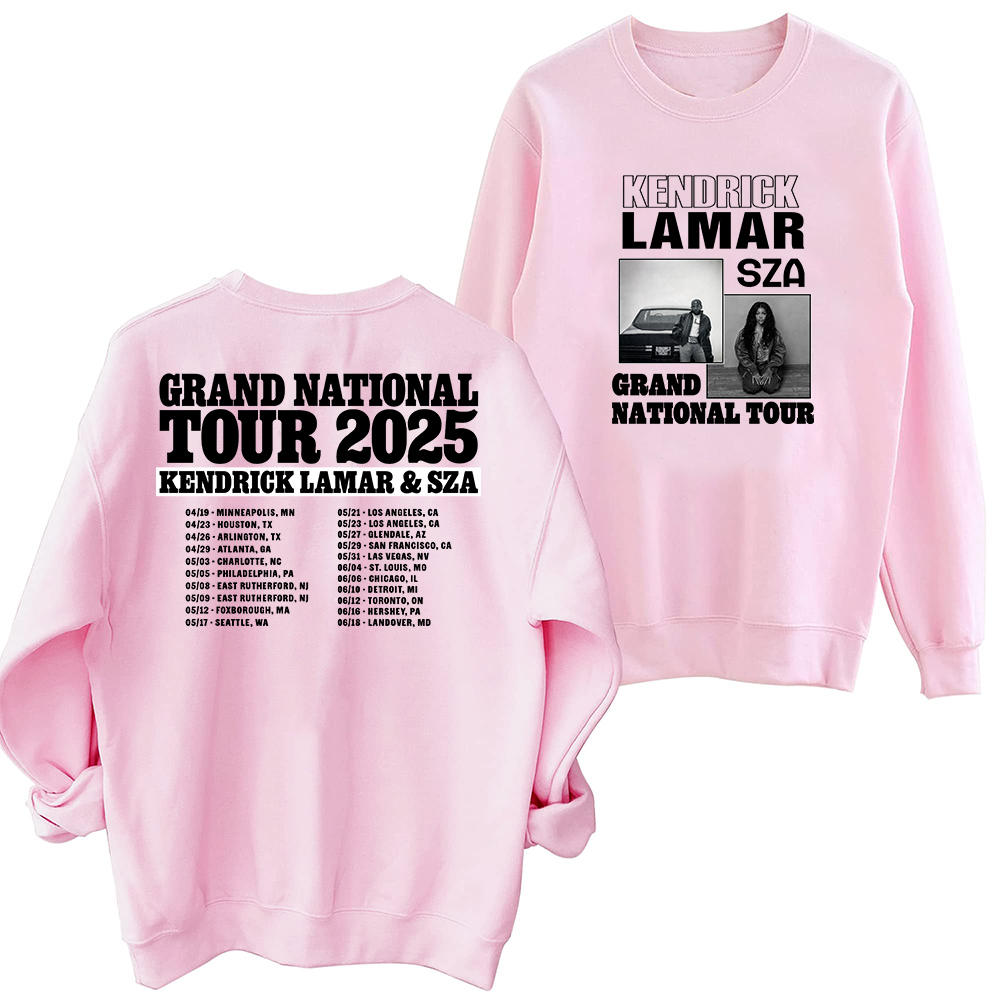 KENDRICK
LAMAR
SZA
GRAND
NATIONAL TOUR
GRAND NATIONAL
TOUR 2025
KENDRICK LAMAR & SZA
04/19 - MINNEAPOLIS, MN
04/23 - HOUSTON, TX
04/26 - ARLINGTON, TX
04/29 - ATLANTA, GA
05/03 - CHARLOTTE, NC
05/05 - PHILADELPHIA, PA
05/08 - EAST RUTHERFORD, NJ
05/09 - EAST RUTHERFORD, NJ
05/12 - FOXBOROUGH, MA
05/17 - SEATTLE, WA
05/21 - LOS ANGELES, CA
05/23 - LOS ANGELES, CA
05/27 - GLENDALE, AZ
05/29 - SAN FRANCISCO, CA
05/31 - LAS VEGAS, NV
06/04 - ST. LOUIS, MO
06/06 - CHICAGO, IL
06/10 - DETROIT, MI
06/12 - TORONTO, ON
06/16 - HERSHEY, PA
06/18 - LANDOVER, MD